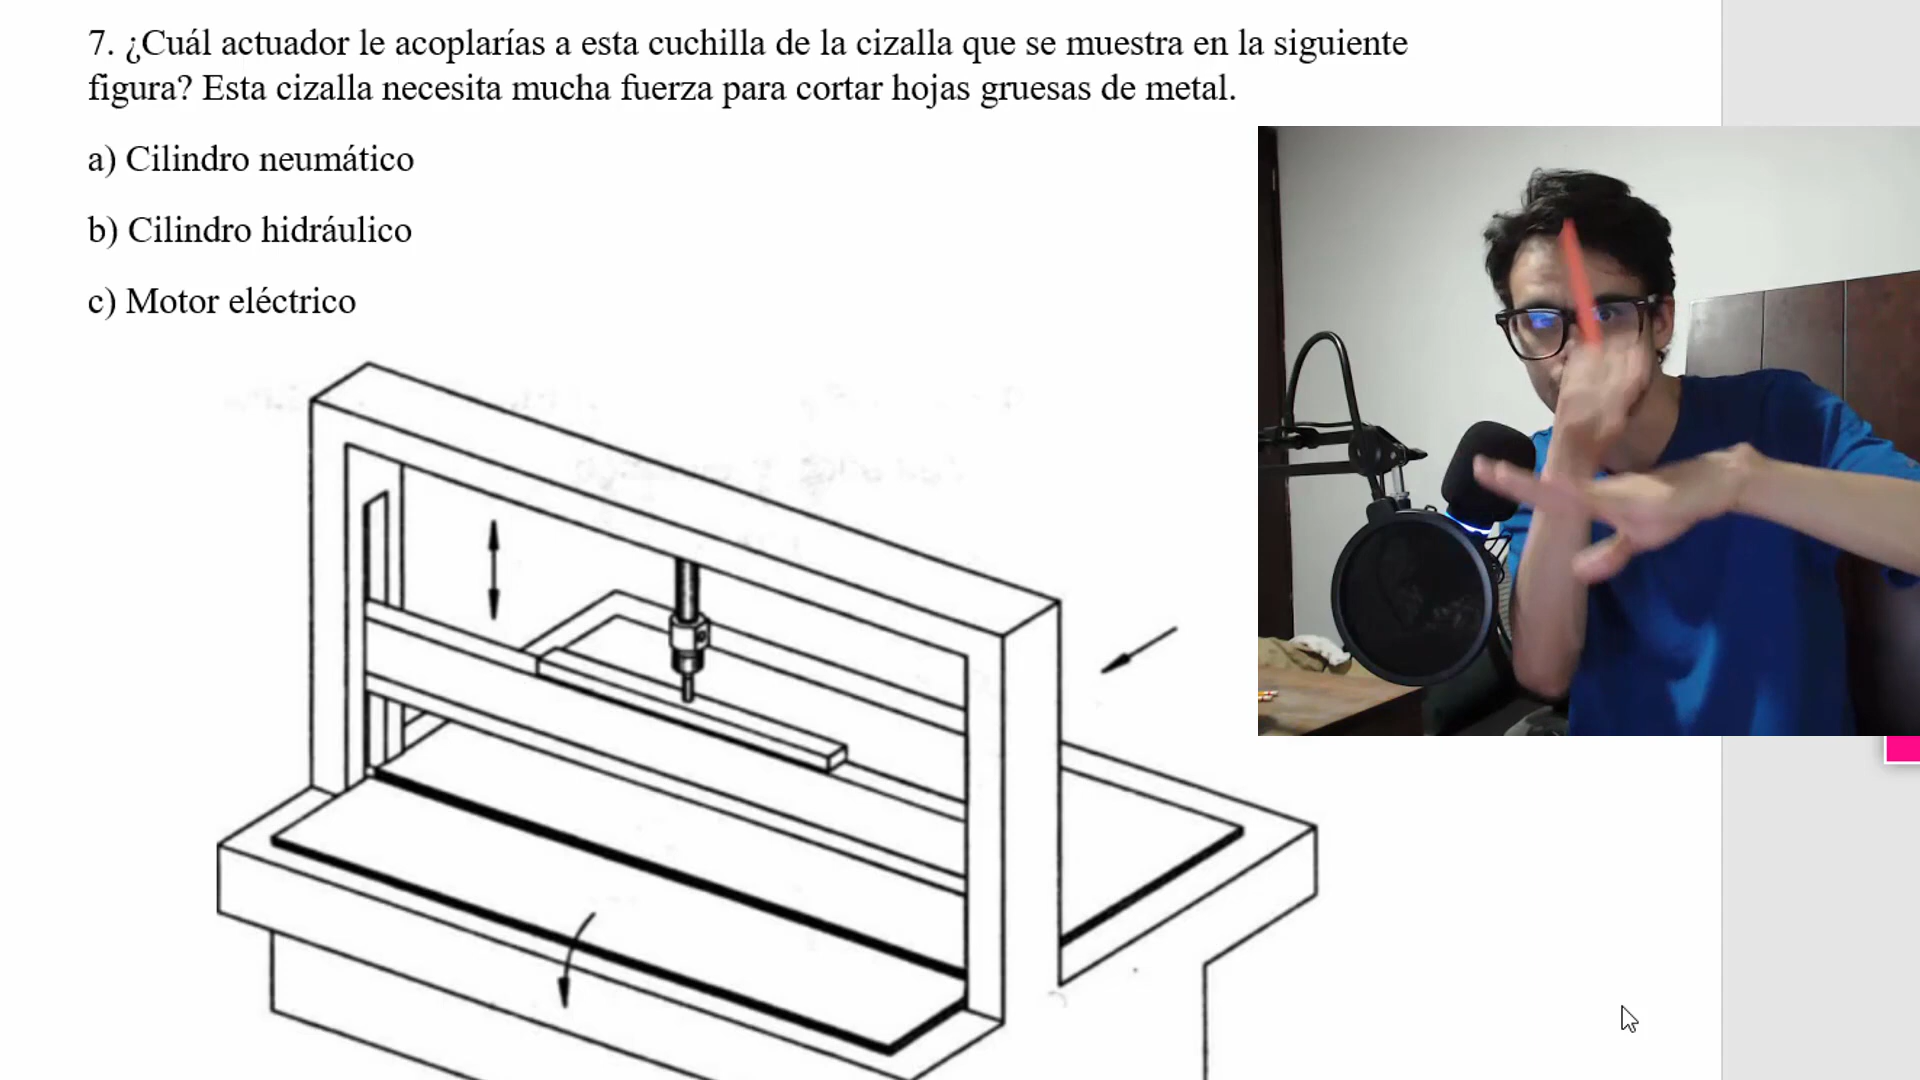 7. ¿Cuál actuador le acoplarías a esta cuchilla de la cizalla que se muestra en la siguiente
figura? Esta cizalla necesita mucha fuerza para cortar hojas gruesas de metal.
a) Cilindro neumático
b) Cilindro hidráulico
c) Motor eléctrico